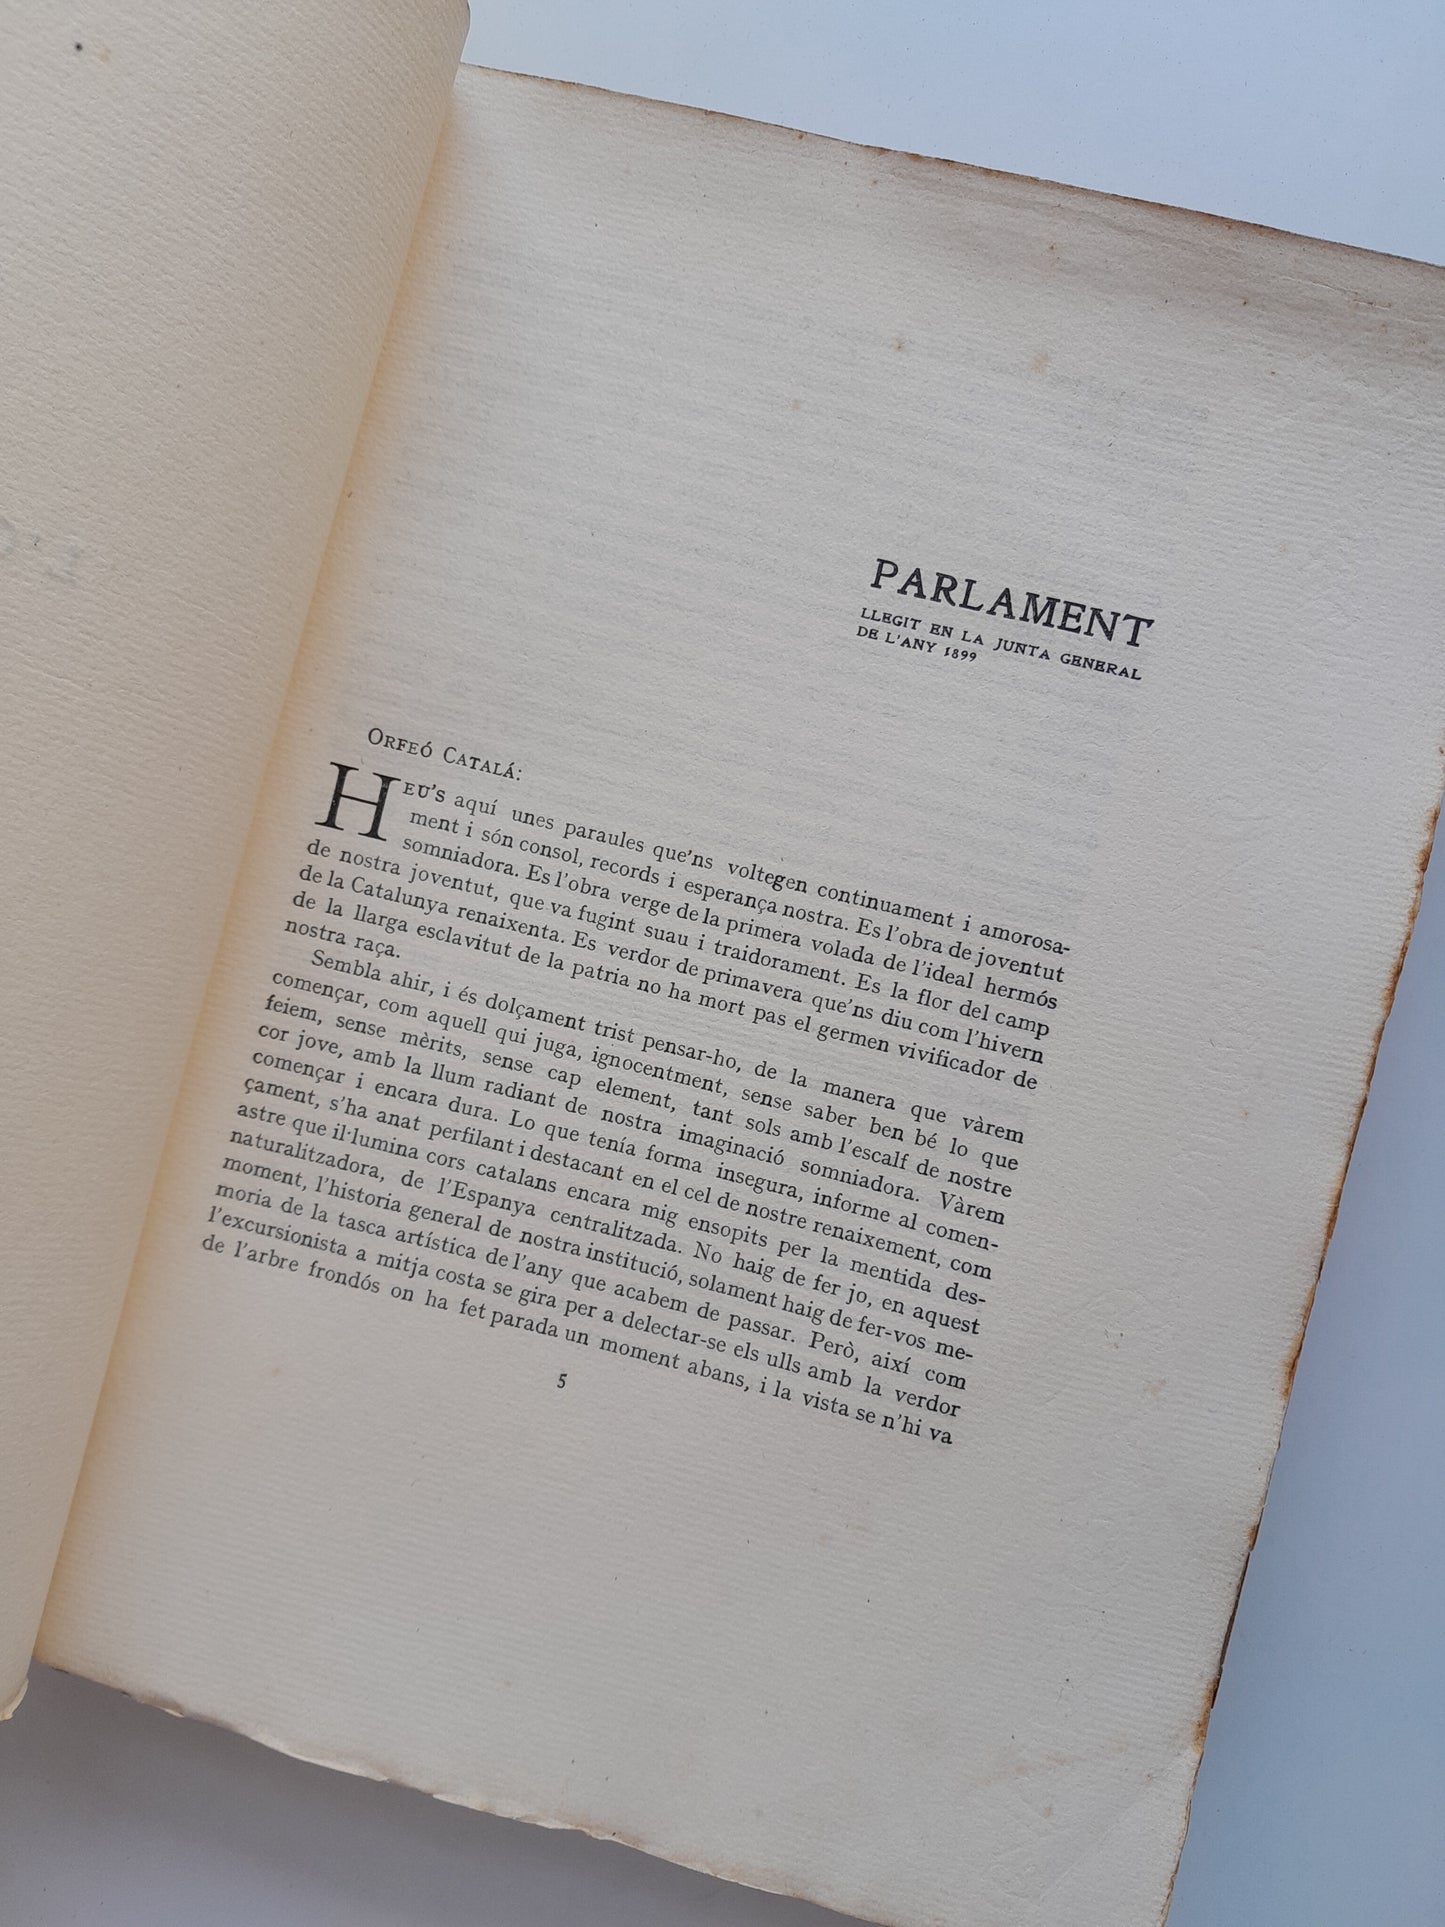 PARLAMENT
LLEGIT EN LA JUNTA GENERAL
DE L'ANY 1899
ORFEÓ CATALÁ:
HEU'S aquí unes paraules que'ns voltegen continuament i amorosa-
ment i són consol, records i esperança nostra. Es l'obra de joventut
somniadora. Es l'obra verge de la primera volada de l'ideal hermós
de nostra joventut, que va fugint suau i traidorament. Es la flor del camp
de la Catalunya renaixenta. Es verdor de primavera que'ns diu com l'hivern
de la llarga esclavitut de la patria no ha mort pas el germen vivificador de
nostra raça.
Sembla ahir, i és dolçament trist pensar-ho, de la manera que vàrem
començar, com aquell qui juga, ignocentment, sense saber ben bé lo que
feiem, sense mèrits, sense cap element, tant sols amb l'escalf de nostre
cor jove, amb la llum radiant de nostra imaginació somniadora. Vàrem
començar i encara dura. Lo que tenía forma insegura, informe al comen-
çament, s'ha anat perfilant i destacant en el cel de nostre renaixement, com
astre que il·lumina cors catalans encara mig ensopits per la mentida des-
naturalitzadora, de l'Espanya centralitzada. No haig de fer jo, en aquest
moment, l'historia general de nostra institució, solament haig de fer-vos me-
moria de la tasca artística de l'any que acabem de passar. Però, així com
l'excursionista a mitja costa se gira per a delectar-se els ulls amb la verdor
de l'arbre frondós on ha fet parada un moment abans, i la vista se n'hi va
5